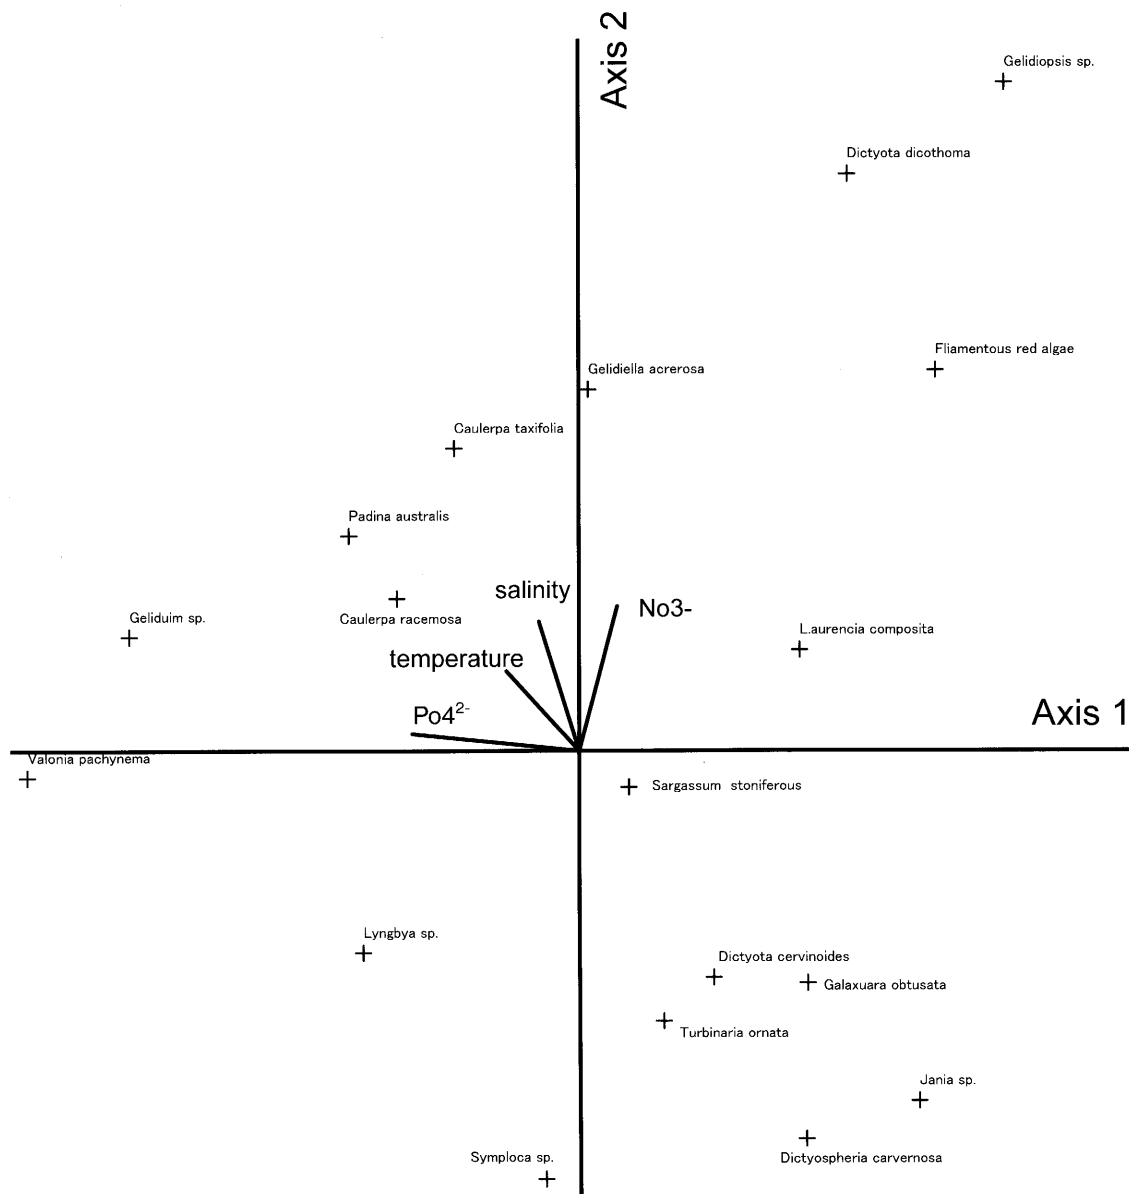 Axis 2
Gelidiopsis sp.
Dictyota dicothoma
Fliamentous red algae
Gelidiella acrerosa
Caulerpa taxifolia
Padina australis
salinity
No3-
Geliduim sp.
Caulerpa racemosa
L.aurencia composita
temperature
Po4²⁻
Axis 1
Valonia pachynema
Sargassum stoniferous
Lyngbya sp.
Dictyota cervinoides
Galaxuara obtusata
Turbinaria ornata
Jania sp.
Symploca sp.
Dictyospheria carvernosa